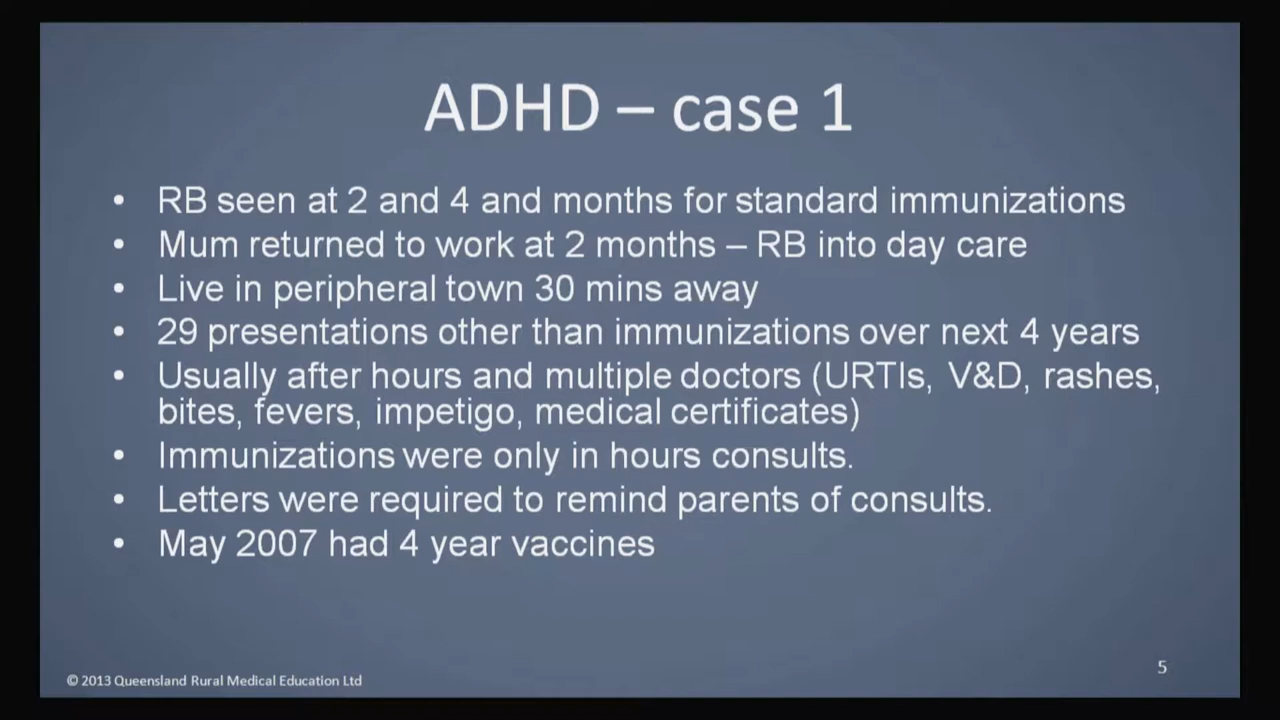 ADHD – case 1
• RB seen at 2 and 4 and months for standard immunizations
• Mum returned to work at 2 months – RB into day care
• Live in peripheral town 30 mins away
• 29 presentations other than immunizations over next 4 years
• Usually after hours and multiple doctors (URTIs, V&D, rashes,
bites, fevers, impetigo, medical certificates)
• Immunizations were only in hours consults.
• Letters were required to remind parents of consults.
• May 2007 had 4 year vaccines
5
© 2013 Queensland Rural Medical Education Ltd